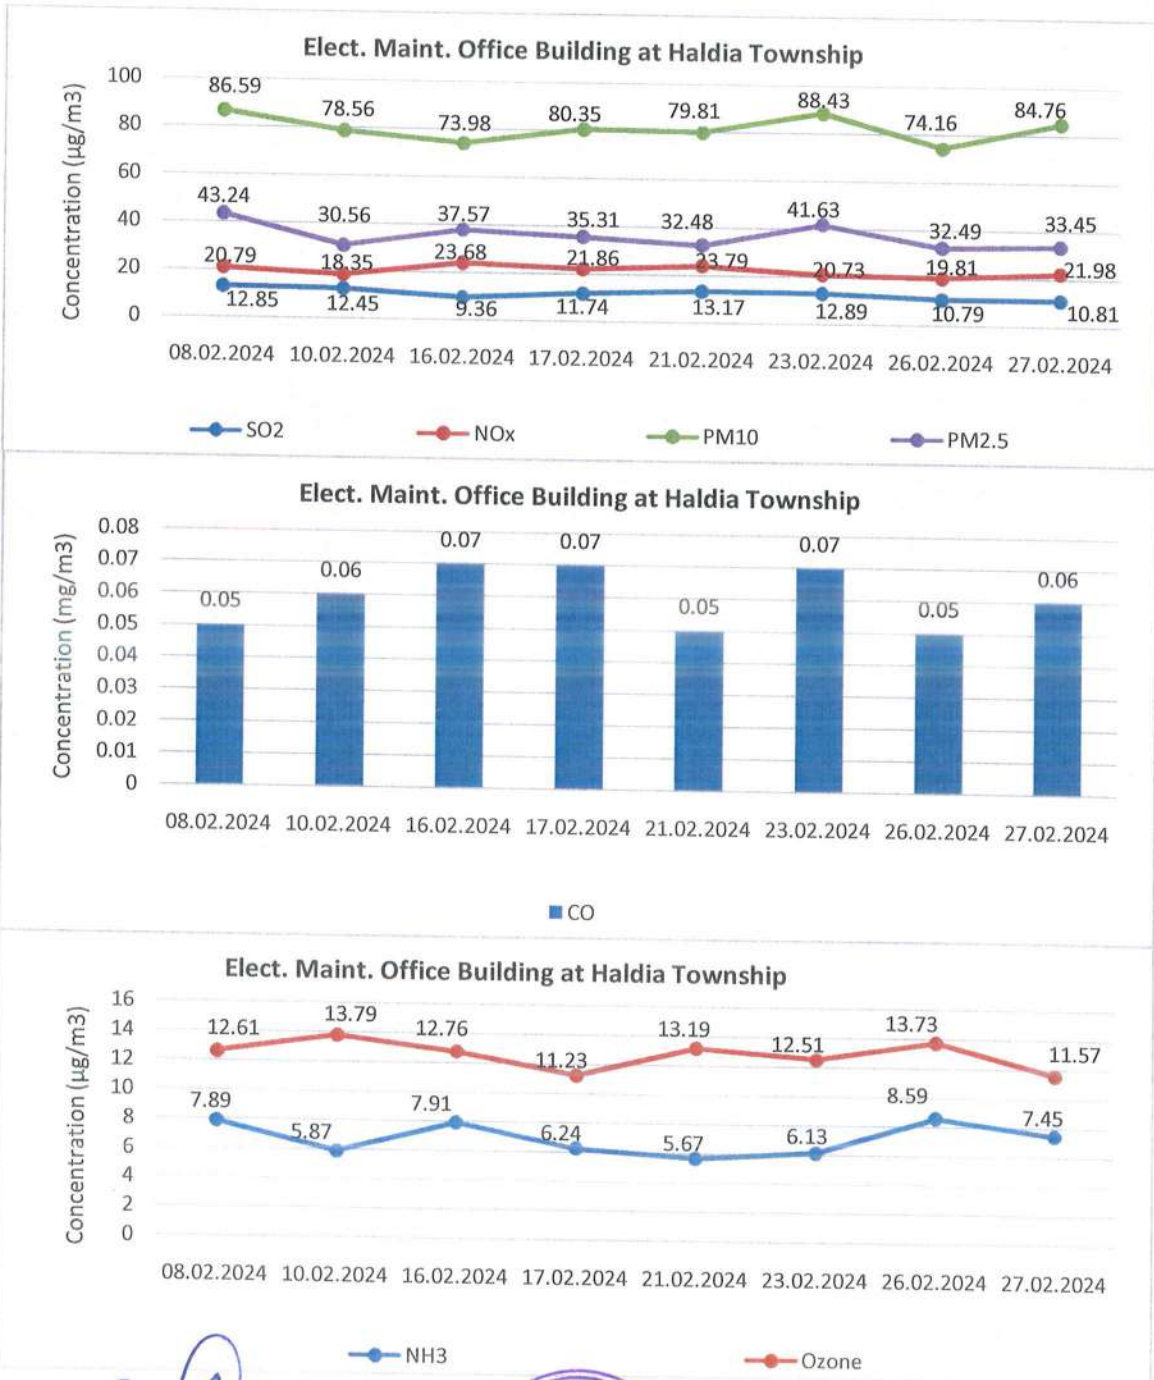 Elect. Maint. Office Building at Haldia Township
Concentration (µg/m3)
100
80
60
40
20
0
86.59 78.56 73.98 80.35 79.81 88.43 74.16 84.76
43.24 30.56 37.57 35.31 32.48 41.63 32.49 33.45
20.79 18.35 23.68 21.86 23.79 20.73 19.81 21.98
12.85 12.45 9.36 11.74 13.17 12.89 10.79 10.81
08.02.2024 10.02.2024 16.02.2024 17.02.2024 21.02.2024 23.02.2024 26.02.2024 27.02.2024
SO2 NOx PM10 PM2.5
Elect. Maint. Office Building at Haldia Township
Concentration (mg/m3)
0.08
0.07
0.06
0.05
0.04
0.03
0.02
0.01
0
0.05 0.06 0.07 0.07 0.05 0.07 0.05 0.06
08.02.2024 10.02.2024 16.02.2024 17.02.2024 21.02.2024 23.02.2024 26.02.2024 27.02.2024
CO
Elect. Maint. Office Building at Haldia Township
Concentration (µg/m3)
16
14
12
10
8
6
4
2
0
12.61 13.79 12.76 11.23 13.19 12.51 13.73 11.57
7.89 5.87 7.91 6.24 5.67 6.13 8.59 7.45
08.02.2024 10.02.2024 16.02.2024 17.02.2024 21.02.2024 23.02.2024 26.02.2024 27.02.2024
NH3 Ozone